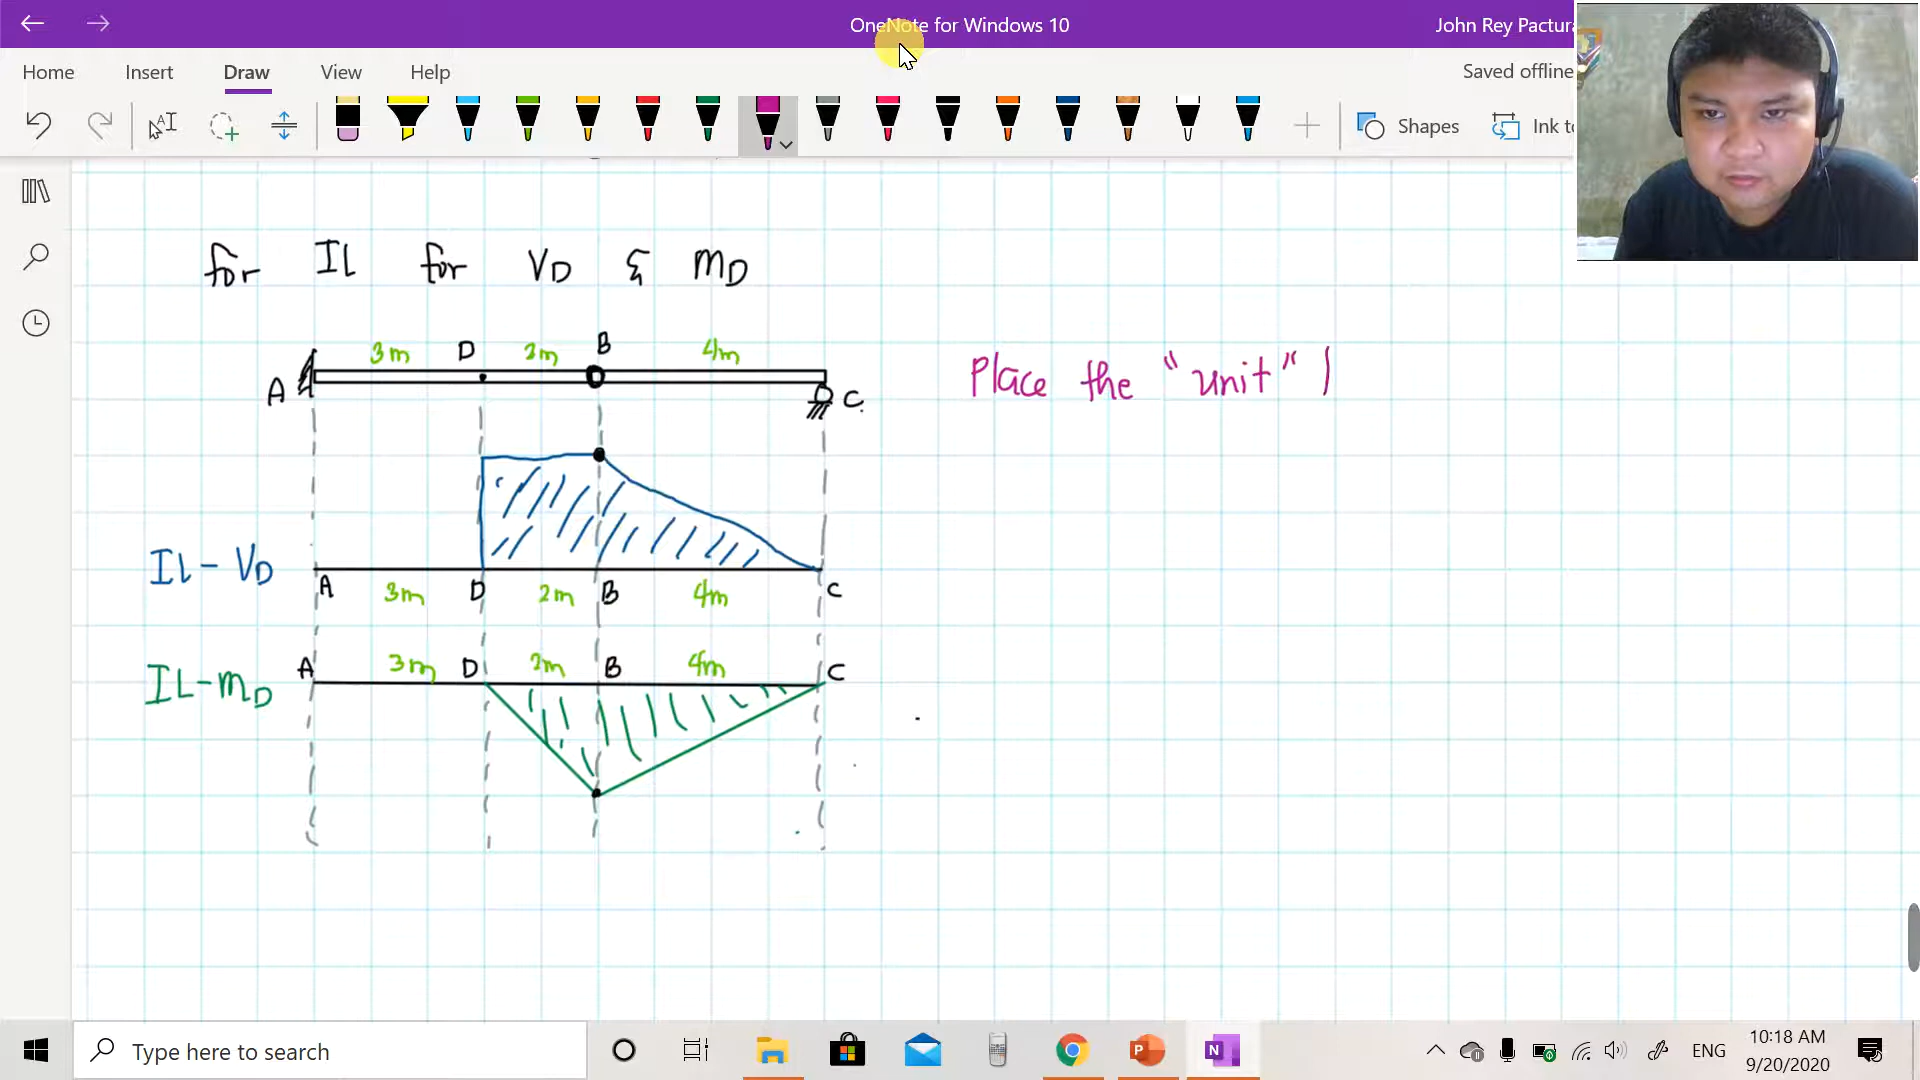 OneNote for Windows 10
John Rey Pactura
Home Insert Draw View Help
Saved offline
Shapes
Ink to
for IL for VD & MD
3m D 2m B 4m
A C
Place the "unit"
IL - VD
A 3m D 2m B 4m C
A 3m D 2m B 4m C
IL - MD
Type here to search
ENG
10:18 AM
9/20/2020